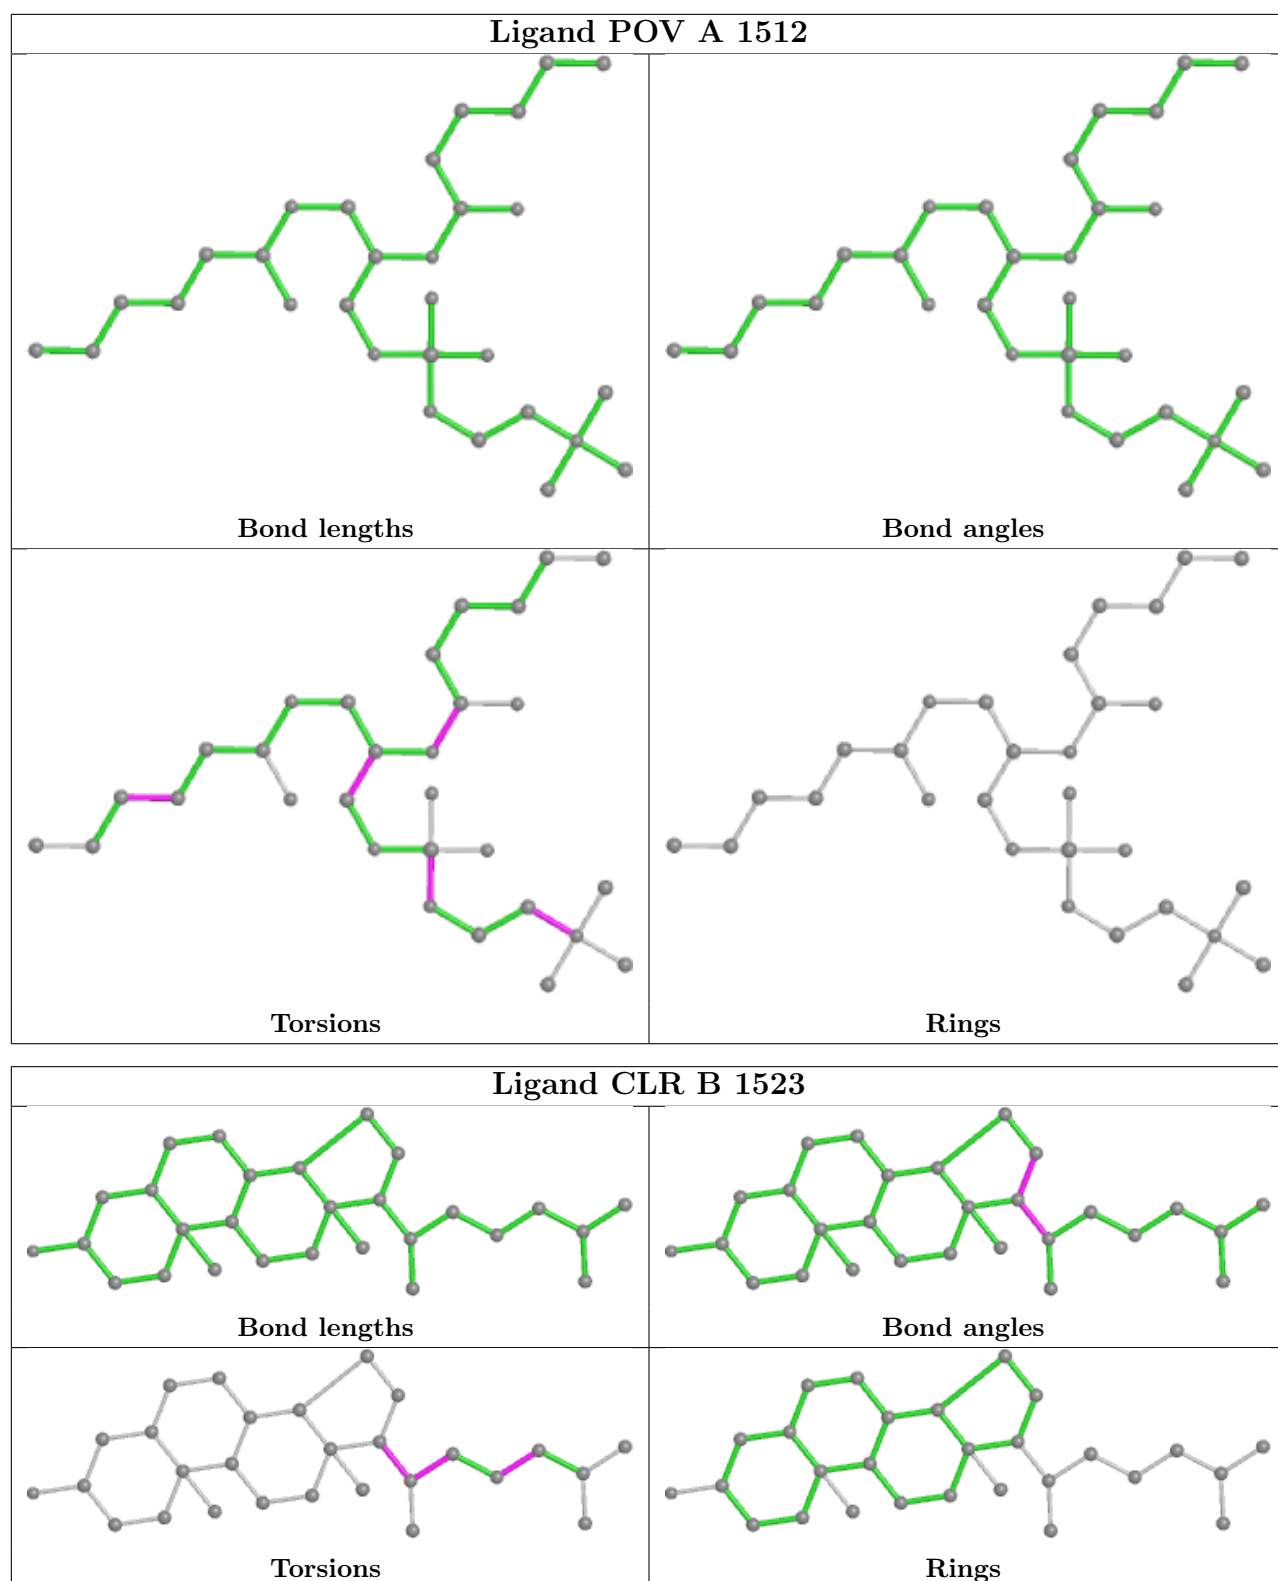 Ligand POV A 1512
Bond lengths
Bond angles
Torsions
Rings
Ligand CLR B 1523
Bond lengths
Bond angles
Torsions
Rings